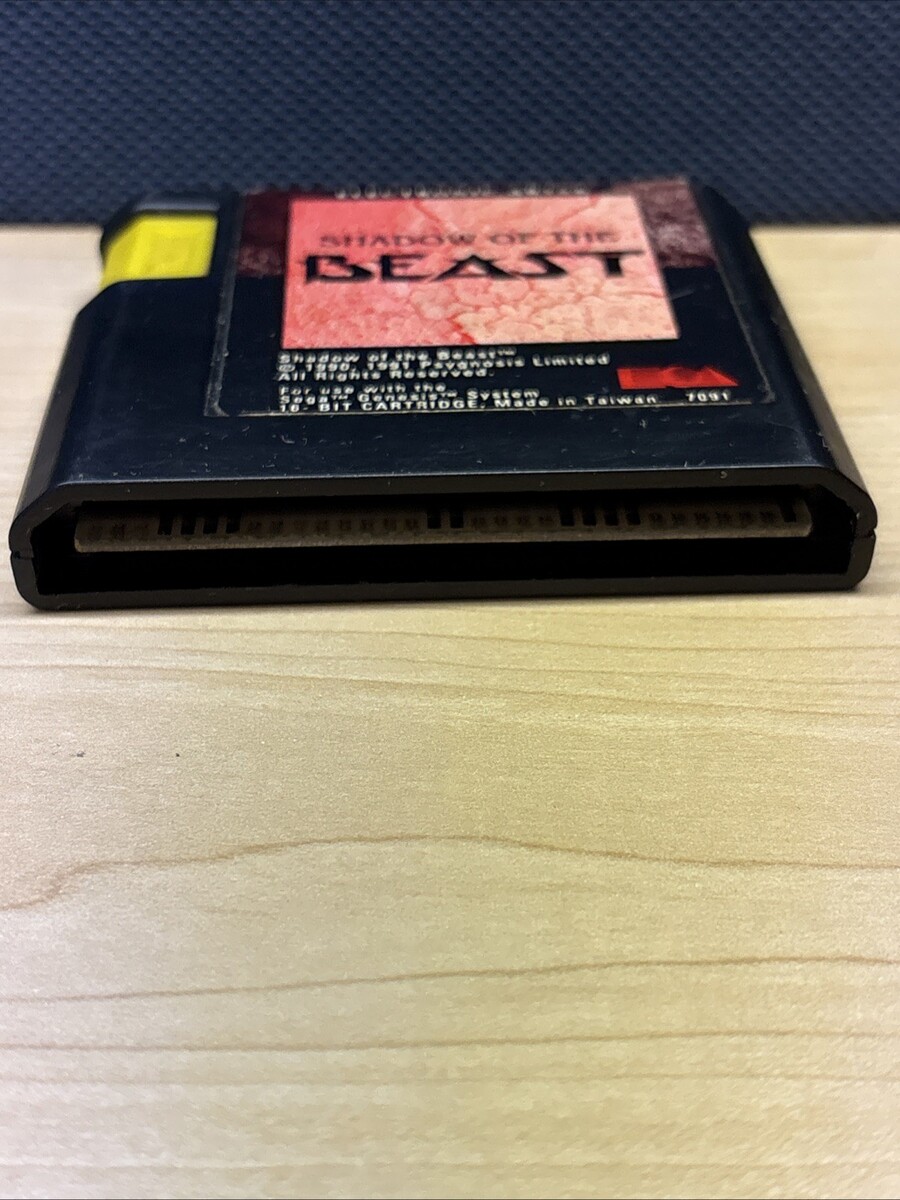 SHADOW OF THE
BEAST
Shadow of the Beast™
© 1990, 1991 Psygnosis Limited
All Rights Reserved.
For use with the
Sega™ Genesis™ System
16-BIT CARTRIDGE. Made in Taiwan 7091